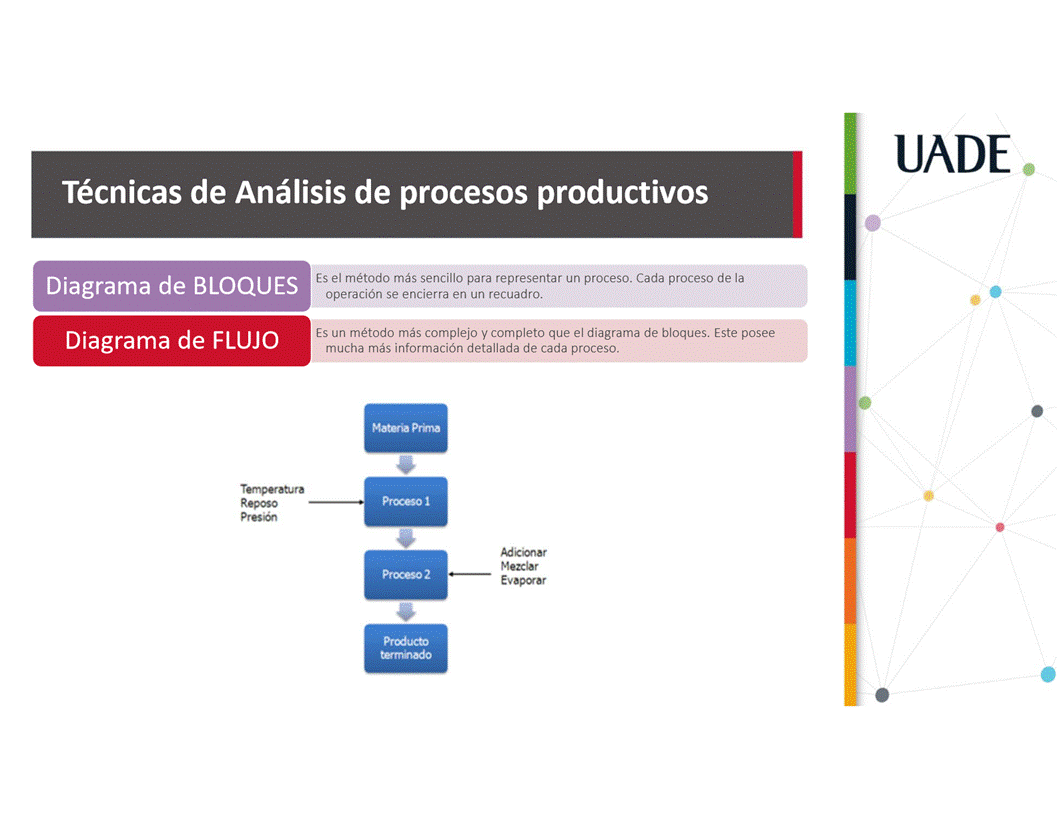 UADE
Técnicas de Análisis de procesos productivos
Diagrama de BLOQUES
Es el método más sencillo para representar un proceso. Cada proceso de la
operación se encierra en un recuadro.
Diagrama de FLUJO
Es un método más complejo y completo que el diagrama de bloques. Este posee
mucha más información detallada de cada proceso.
Materia Prima
Temperatura
Reposo
Presión
Proceso 1
Proceso 2
Adicionar
Mezclar
Evaporar
Producto
terminado